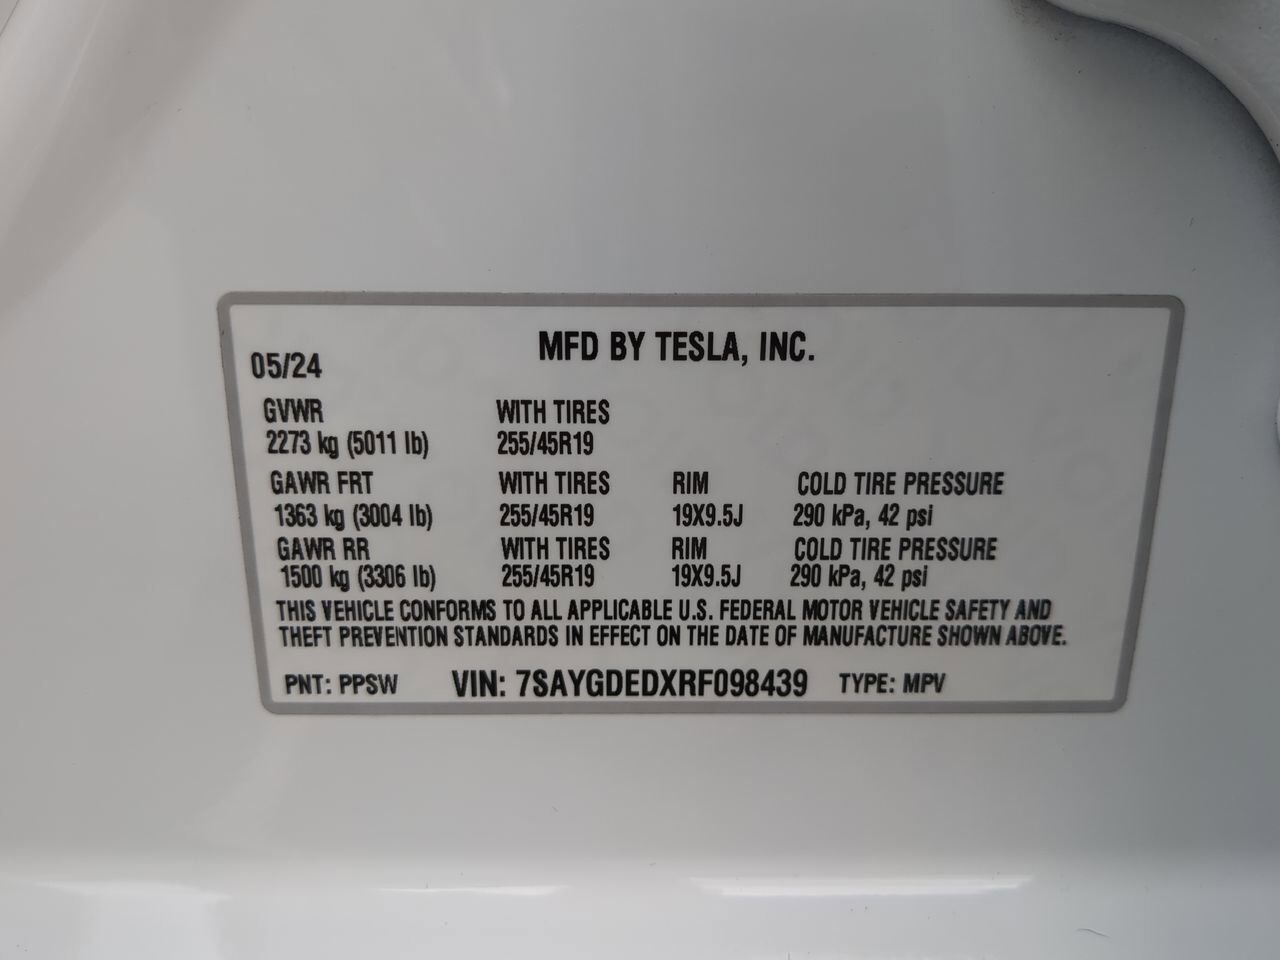 MFD BY TESLA, INC.
05/24
GVWR WITH TIRES
2273 kg (5011 lb) 255/45R19
GAWR FRT WITH TIRES RIM COLD TIRE PRESSURE
1363 kg (3004 lb) 255/45R19 19X9.5J 290 kPa, 42 psi
GAWR RR WITH TIRES RIM COLD TIRE PRESSURE
1500 kg (3306 lb) 255/45R19 19X9.5J 290 kPa, 42 psi
THIS VEHICLE CONFORMS TO ALL APPLICABLE U.S. FEDERAL MOTOR VEHICLE SAFETY AND
THEFT PREVENTION STANDARDS IN EFFECT ON THE DATE OF MANUFACTURE SHOWN ABOVE.
PNT: PPSW VIN: 7SAYGDEDXRF098439 TYPE: MPV